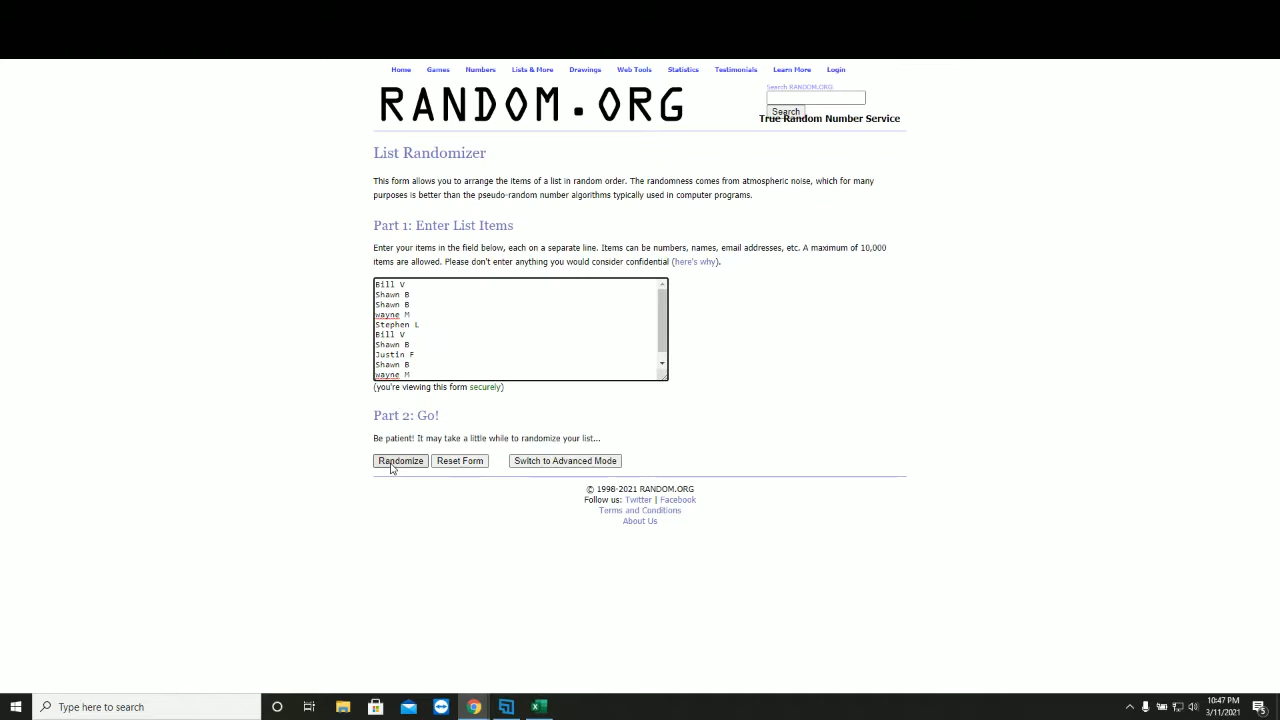 Home Games Numbers Lists & More Drawings Web Tools Statistics Testimonials Learn More Login
Search RANDOM.ORG
RANDOM.ORG
Search
True Random Number Service
List Randomizer
This form allows you to arrange the items of a list in random order. The randomness comes from atmospheric noise, which for many
purposes is better than the pseudo-random number algorithms typically used in computer programs.
Part 1: Enter List Items
Enter your items in the field below, each on a separate line. Items can be numbers, names, email addresses, etc. A maximum of 10,000
items are allowed. Please don't enter anything you would consider confidential (here's why).
Bill V
Shawn B
Shawn B
wayne M
Stephen L
Bill V
Shawn B
Justin F
Shawn B
wayne M
(you're viewing this form securely)
Part 2: Go!
Be patient! It may take a little while to randomize your list...
Randomize Reset Form Switch to Advanced Mode
© 1998-2021 RANDOM.ORG
Follow us: Twitter | Facebook
Terms and Conditions
About Us
Type here to search
10:47 PM
3/11/2021
5